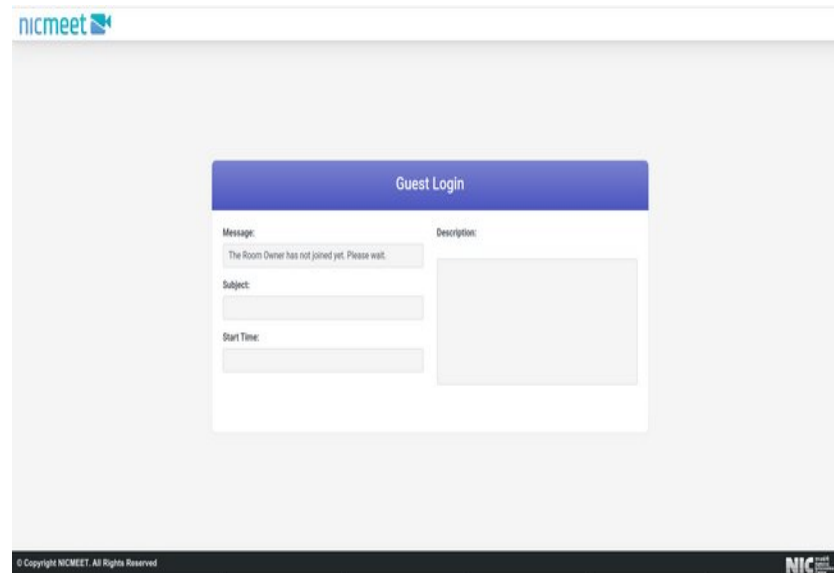 nicmeet
Guest Login
Message:
The Room Owner has not joined yet. Please wait.
Subject:
Start Time:
Description:
© Copyright NICMEET. All Rights Reserved
NIC